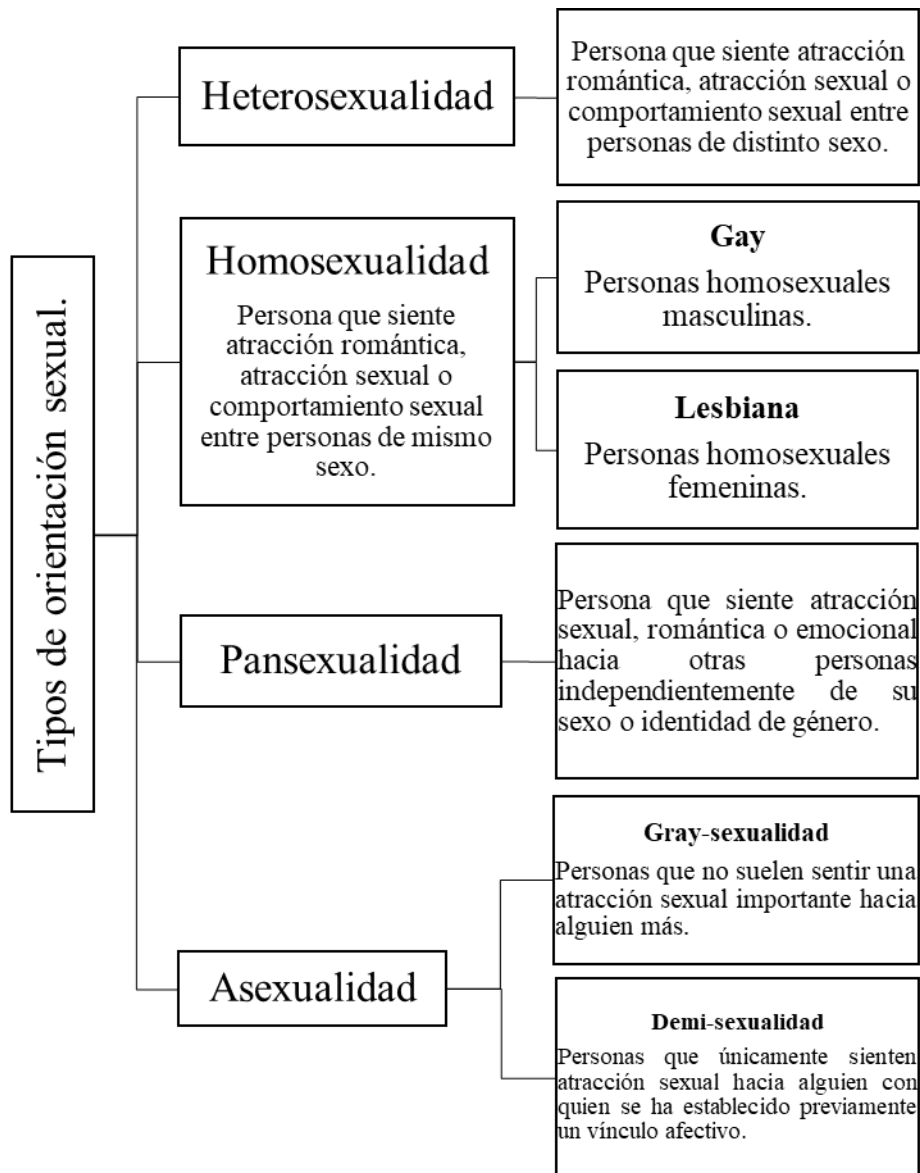 Tipos de orientación sexual.
Heterosexualidad
Persona que siente atracción
romántica, atracción sexual o
comportamiento sexual entre
personas de distinto sexo.
Homosexualidad
Persona que siente
atracción romántica,
atracción sexual o
comportamiento sexual
entre personas de mismo
sexo.
Gay
Personas homosexuales
masculinas.
Lesbiana
Personas homosexuales
femeninas.
Pansexualidad
Persona que siente atracción
sexual, romántica o emocional
hacia otras personas
independientemente de su
sexo o identidad de género.
Asexualidad
Gray-sexualidad
Personas que no suelen sentir una
atracción sexual importante hacia
alguien más.
Demi-sexualidad
Personas que únicamente sienten
atracción sexual hacia alguien con
quien se ha establecido previamente
un vínculo afectivo.